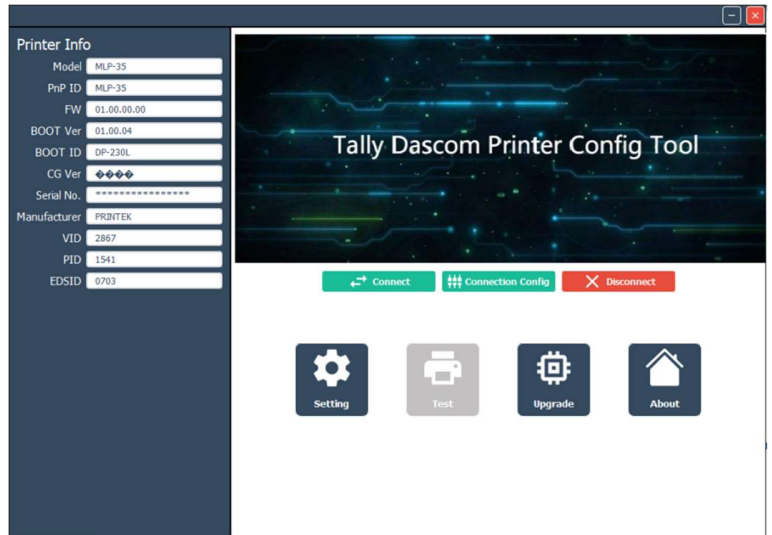 Printer Info
Model MLP-35
PnP ID MLP-35
FW 01.00.00.00
BOOT Ver 01.00.04
BOOT ID DP-230L
CG Ver ����
Serial No. ****************
Manufacturer PRINTEK
VID 2867
PID 1541
EDSID 0703
Tally Dascom Printer Config Tool
Connect
Connection Config
Disconnect
Setting
Test
Upgrade
About